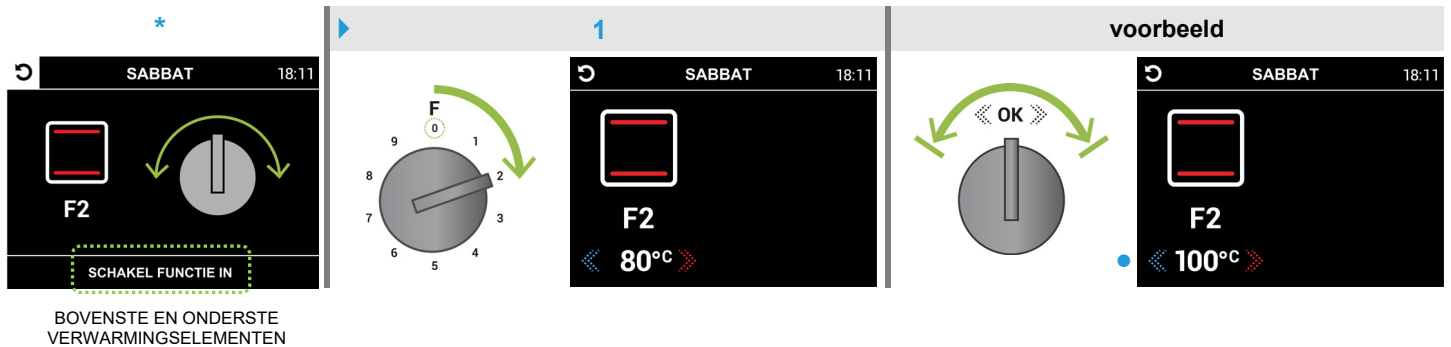 *
SABBAT 18:11
F2
SCHAKEL FUNCTIE IN
BOVENSTE EN ONDERSTE
VERWARMINGSELEMENTEN
1
F
0
1
2
3
4
5
6
7
8
9
SABBAT 18:11
F2
80°C
voorbeeld
OK
SABBAT 18:11
F2
100°C